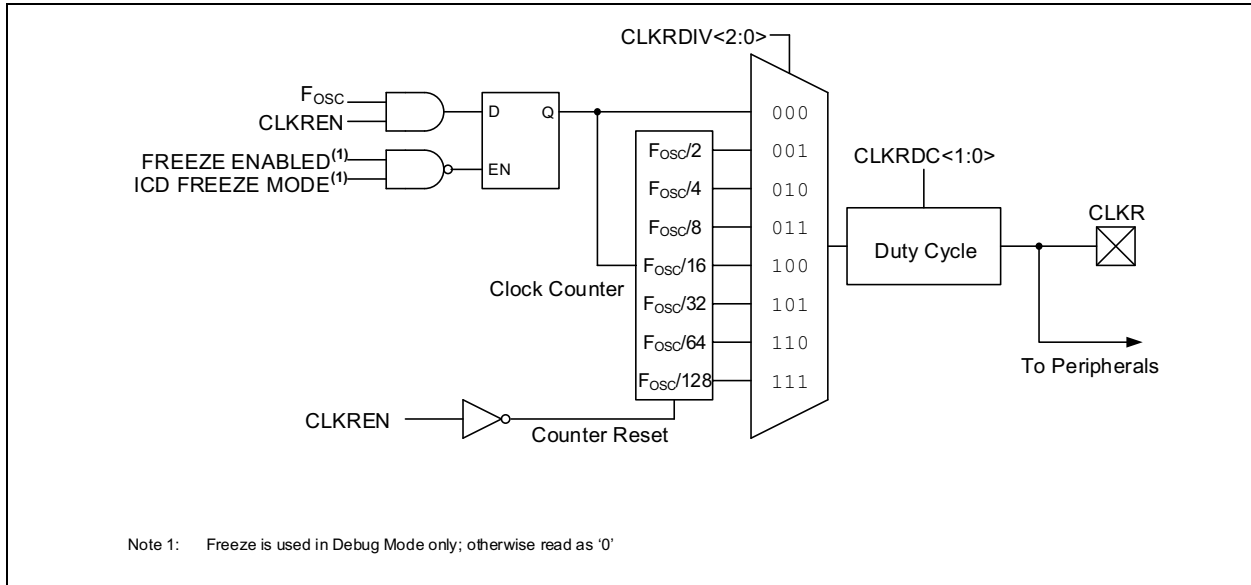 CLKRDIV<2:0>
FOSC
CLKREN
FREEZE ENABLED(1)
ICD FREEZE MODE(1)
D
Q
EN
000
FOSC/2
001
FOSC/4
010
FOSC/8
011
FOSC/16
100
FOSC/32
101
FOSC/64
110
FOSC/128
111
Clock Counter
CLKREN
Counter Reset
CLKRDC<1:0>
Duty Cycle
CLKR
To Peripherals
Note 1: Freeze is used in Debug Mode only; otherwise read as ‘0’